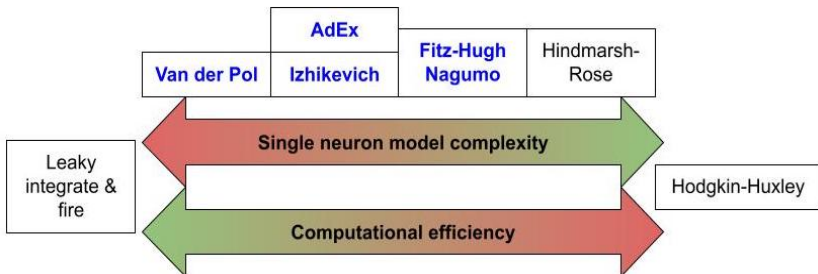 AdEx
Van der Pol
Izhikevich
Fitz-Hugh
Nagumo
Hindmarsh-
Rose
Single neuron model complexity
Leaky
integrate &
fire
Hodgkin-Huxley
Computational efficiency